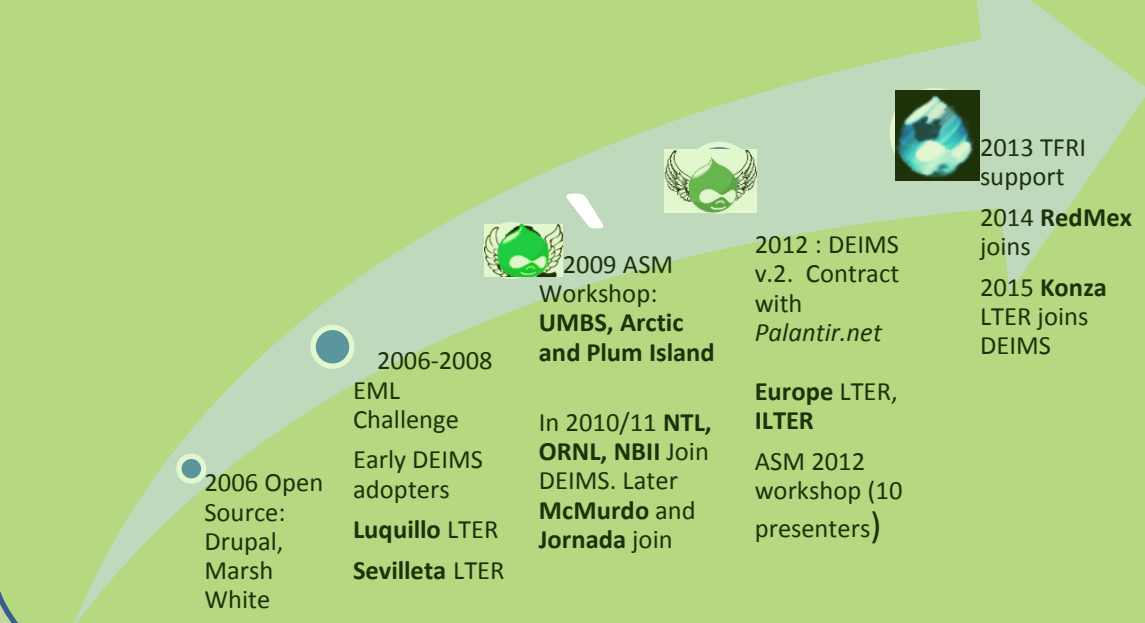 2006 Open
Source:
Drupal,
Marsh
White
2006-2008
EML
Challenge
Early DEIMS
adopters
Luquillo LTER
Sevilleta LTER
`
2009 ASM
Workshop:
UMBS, Arctic
and Plum Island
In 2010/11 NTL,
ORNL, NBII Join
DEIMS. Later
McMurdo and
Jornada join
2012 : DEIMS
v.2. Contract
with
Palantir.net
Europe LTER,
ILTER
ASM 2012
workshop (10
presenters)
2013 TFRI
support
2014 RedMex
joins
2015 Konza
LTER joins
DEIMS